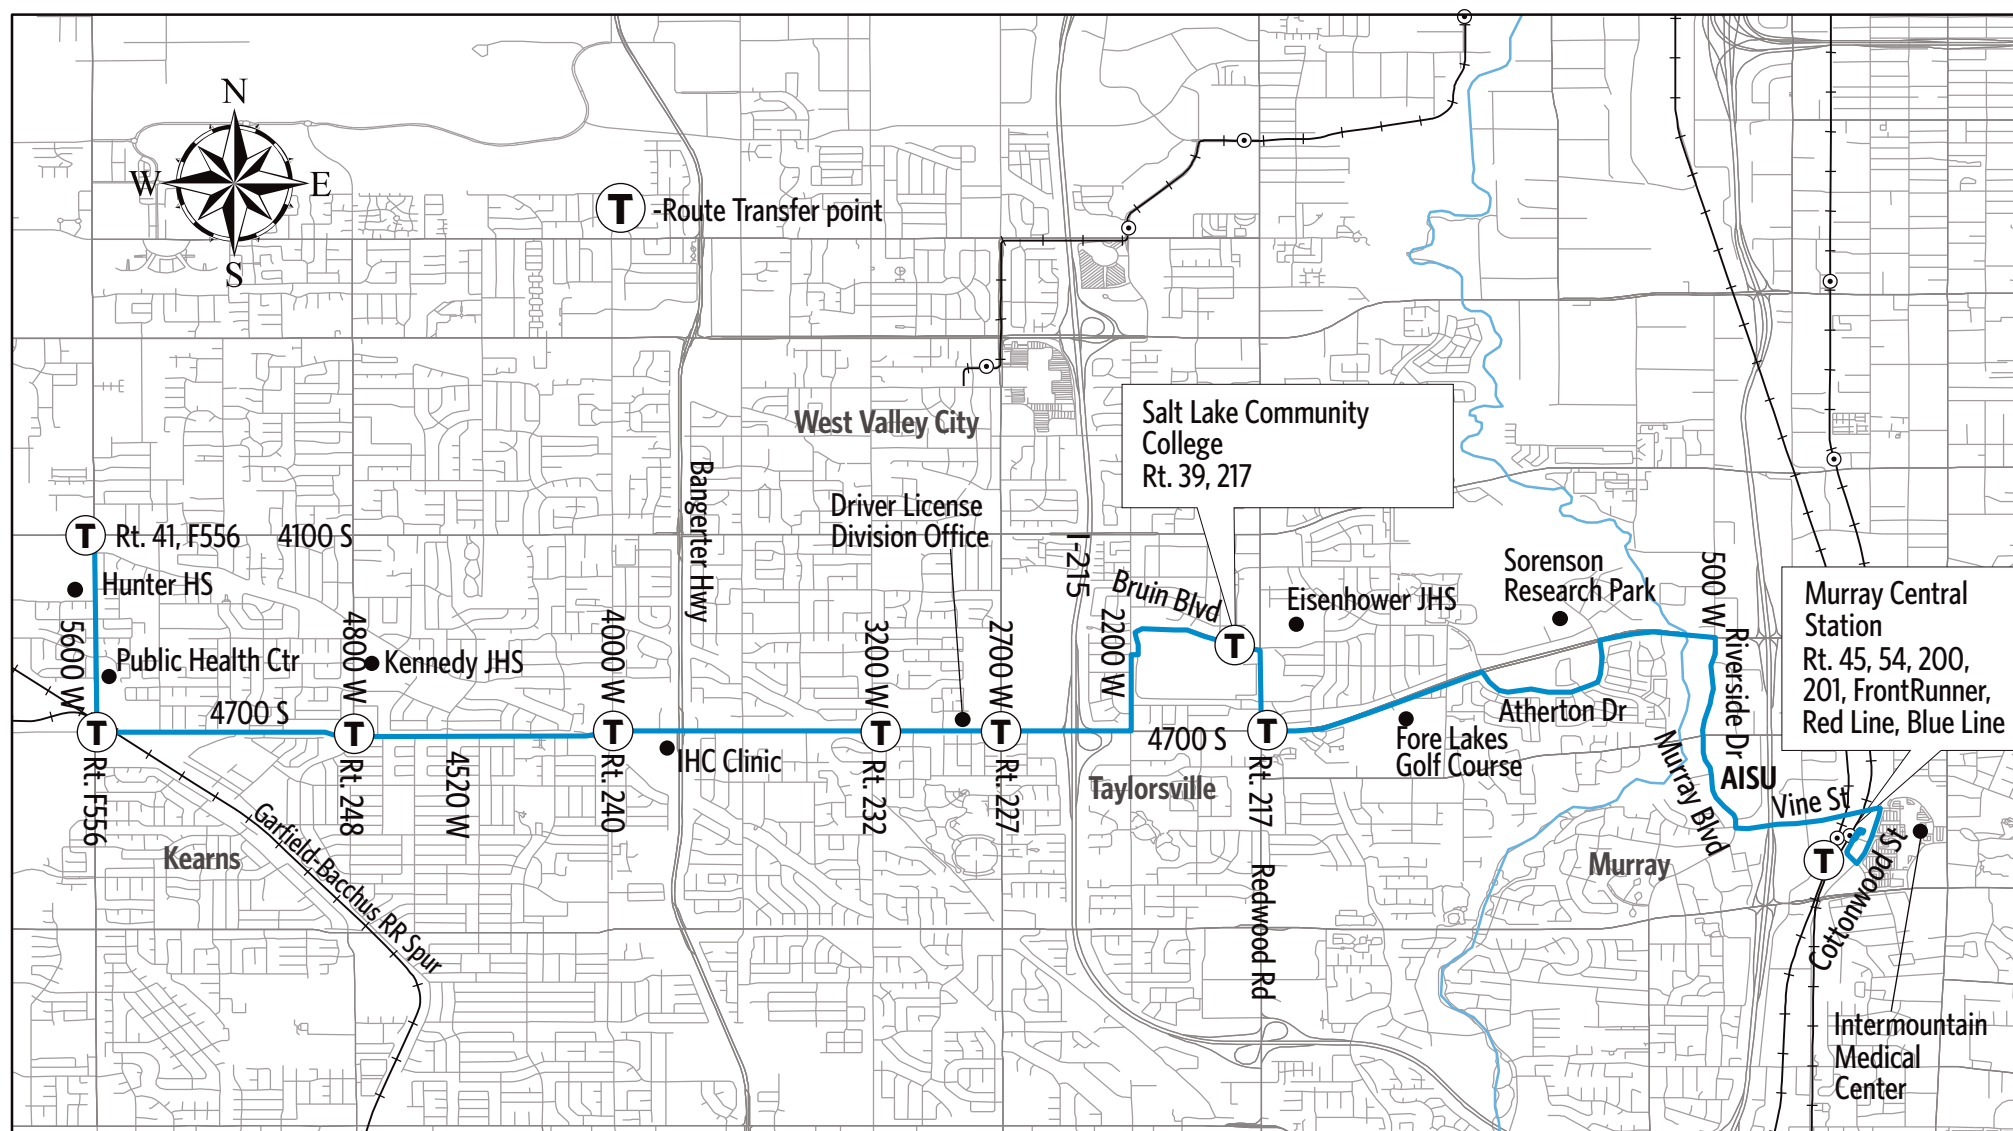 N
W
E
S
T
-Route Transfer point
West Valley City
Salt Lake Community
College
Rt. 39, 217
Bangerter Hwy
Driver License
Division Office
T
Rt. 41, F556
4100 S
I-215
Bruin Blvd
Sorenson
Research Park
500 W
Hunter HS
Eisenhower JHS
Murray Central
Station
Rt. 45, 54, 200,
201, FrontRunner,
Red Line, Blue Line
5600 W
Public Health Ctr
4800 W
Kennedy JHS
4000 W
3200 W
2700 W
2200 W
T
Riverside Dr
4700 S
Atherton Dr
T
T
T
T
T
4700 S
T
Fore Lakes
Golf Course
IHC Clinic
Murray Blvd
AISU
Rt. F556
Rt. 248
4520 W
Rt. 240
Rt. 232
Rt. 227
Taylorsville
Rt. 217
Vine St
Kearns
Garfield-Bacchus RR Spur
Redwood Rd
Murray
T
Cottonwood St
Intermountain
Medical
Center